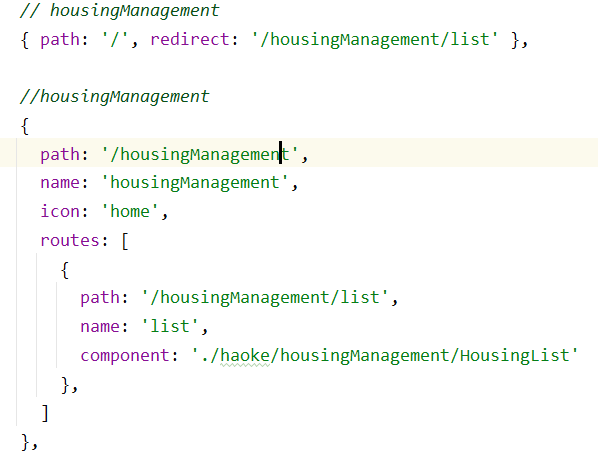 // housingManagement
{ path: '/', redirect: '/housingManagement/list' },
//housingManagement
{
path: '/housingManagement',
name: 'housingManagement',
icon: 'home',
routes: [
{
path: '/housingManagement/list',
name: 'list',
component: './haoke/housingManagement/HousingList'
},
]
},